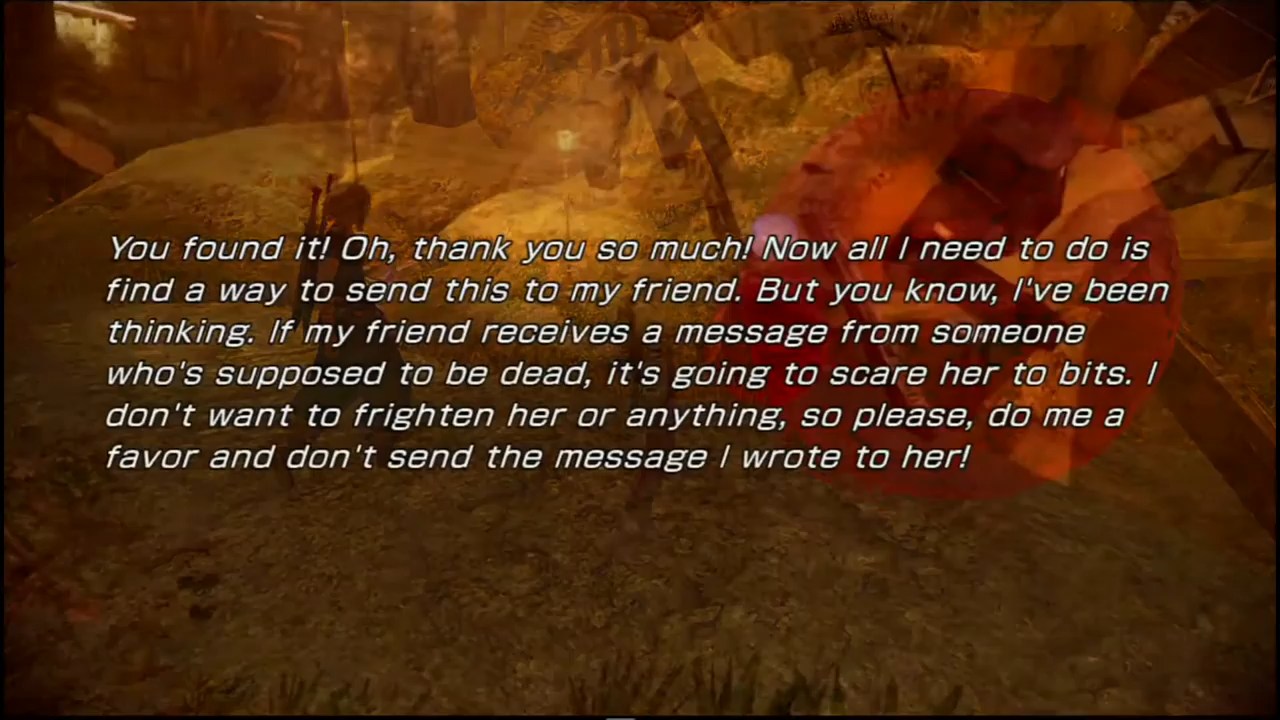 You found it! Oh, thank you so much! Now all I need to do is
find a way to send this to my friend. But you know, I've been
thinking. If my friend receives a message from someone
who's supposed to be dead, it's going to scare her to bits. I
don't want to frighten her or anything, so please, do me a
favor and don't send the message I wrote to her!